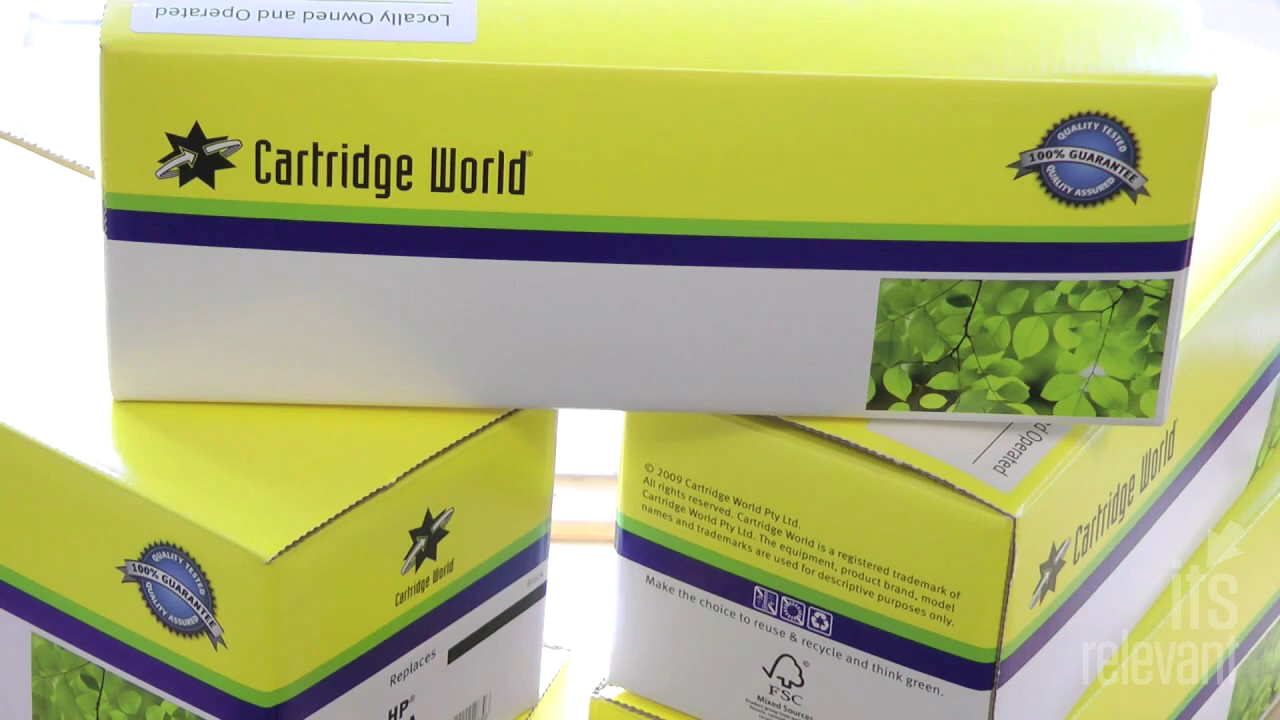 Locally Owned and Operated
Cartridge World®
QUALITY TESTED
100% GUARANTEE
QUALITY ASSURED
QUALITY TESTED
100% GUARANTEE
QUALITY ASSURED
Cartridge World
Replaces
HP®
© 2009 Cartridge World Pty Ltd.
All rights reserved. Cartridge World is a registered trademark of
Cartridge World Pty Ltd. The equipment, product brand, model
names and trademarks are used for descriptive purposes only.
Make the choice to reuse & recycle and think green.
FSC
Mixed Sources
Operated
Cartridge World
its
relevant